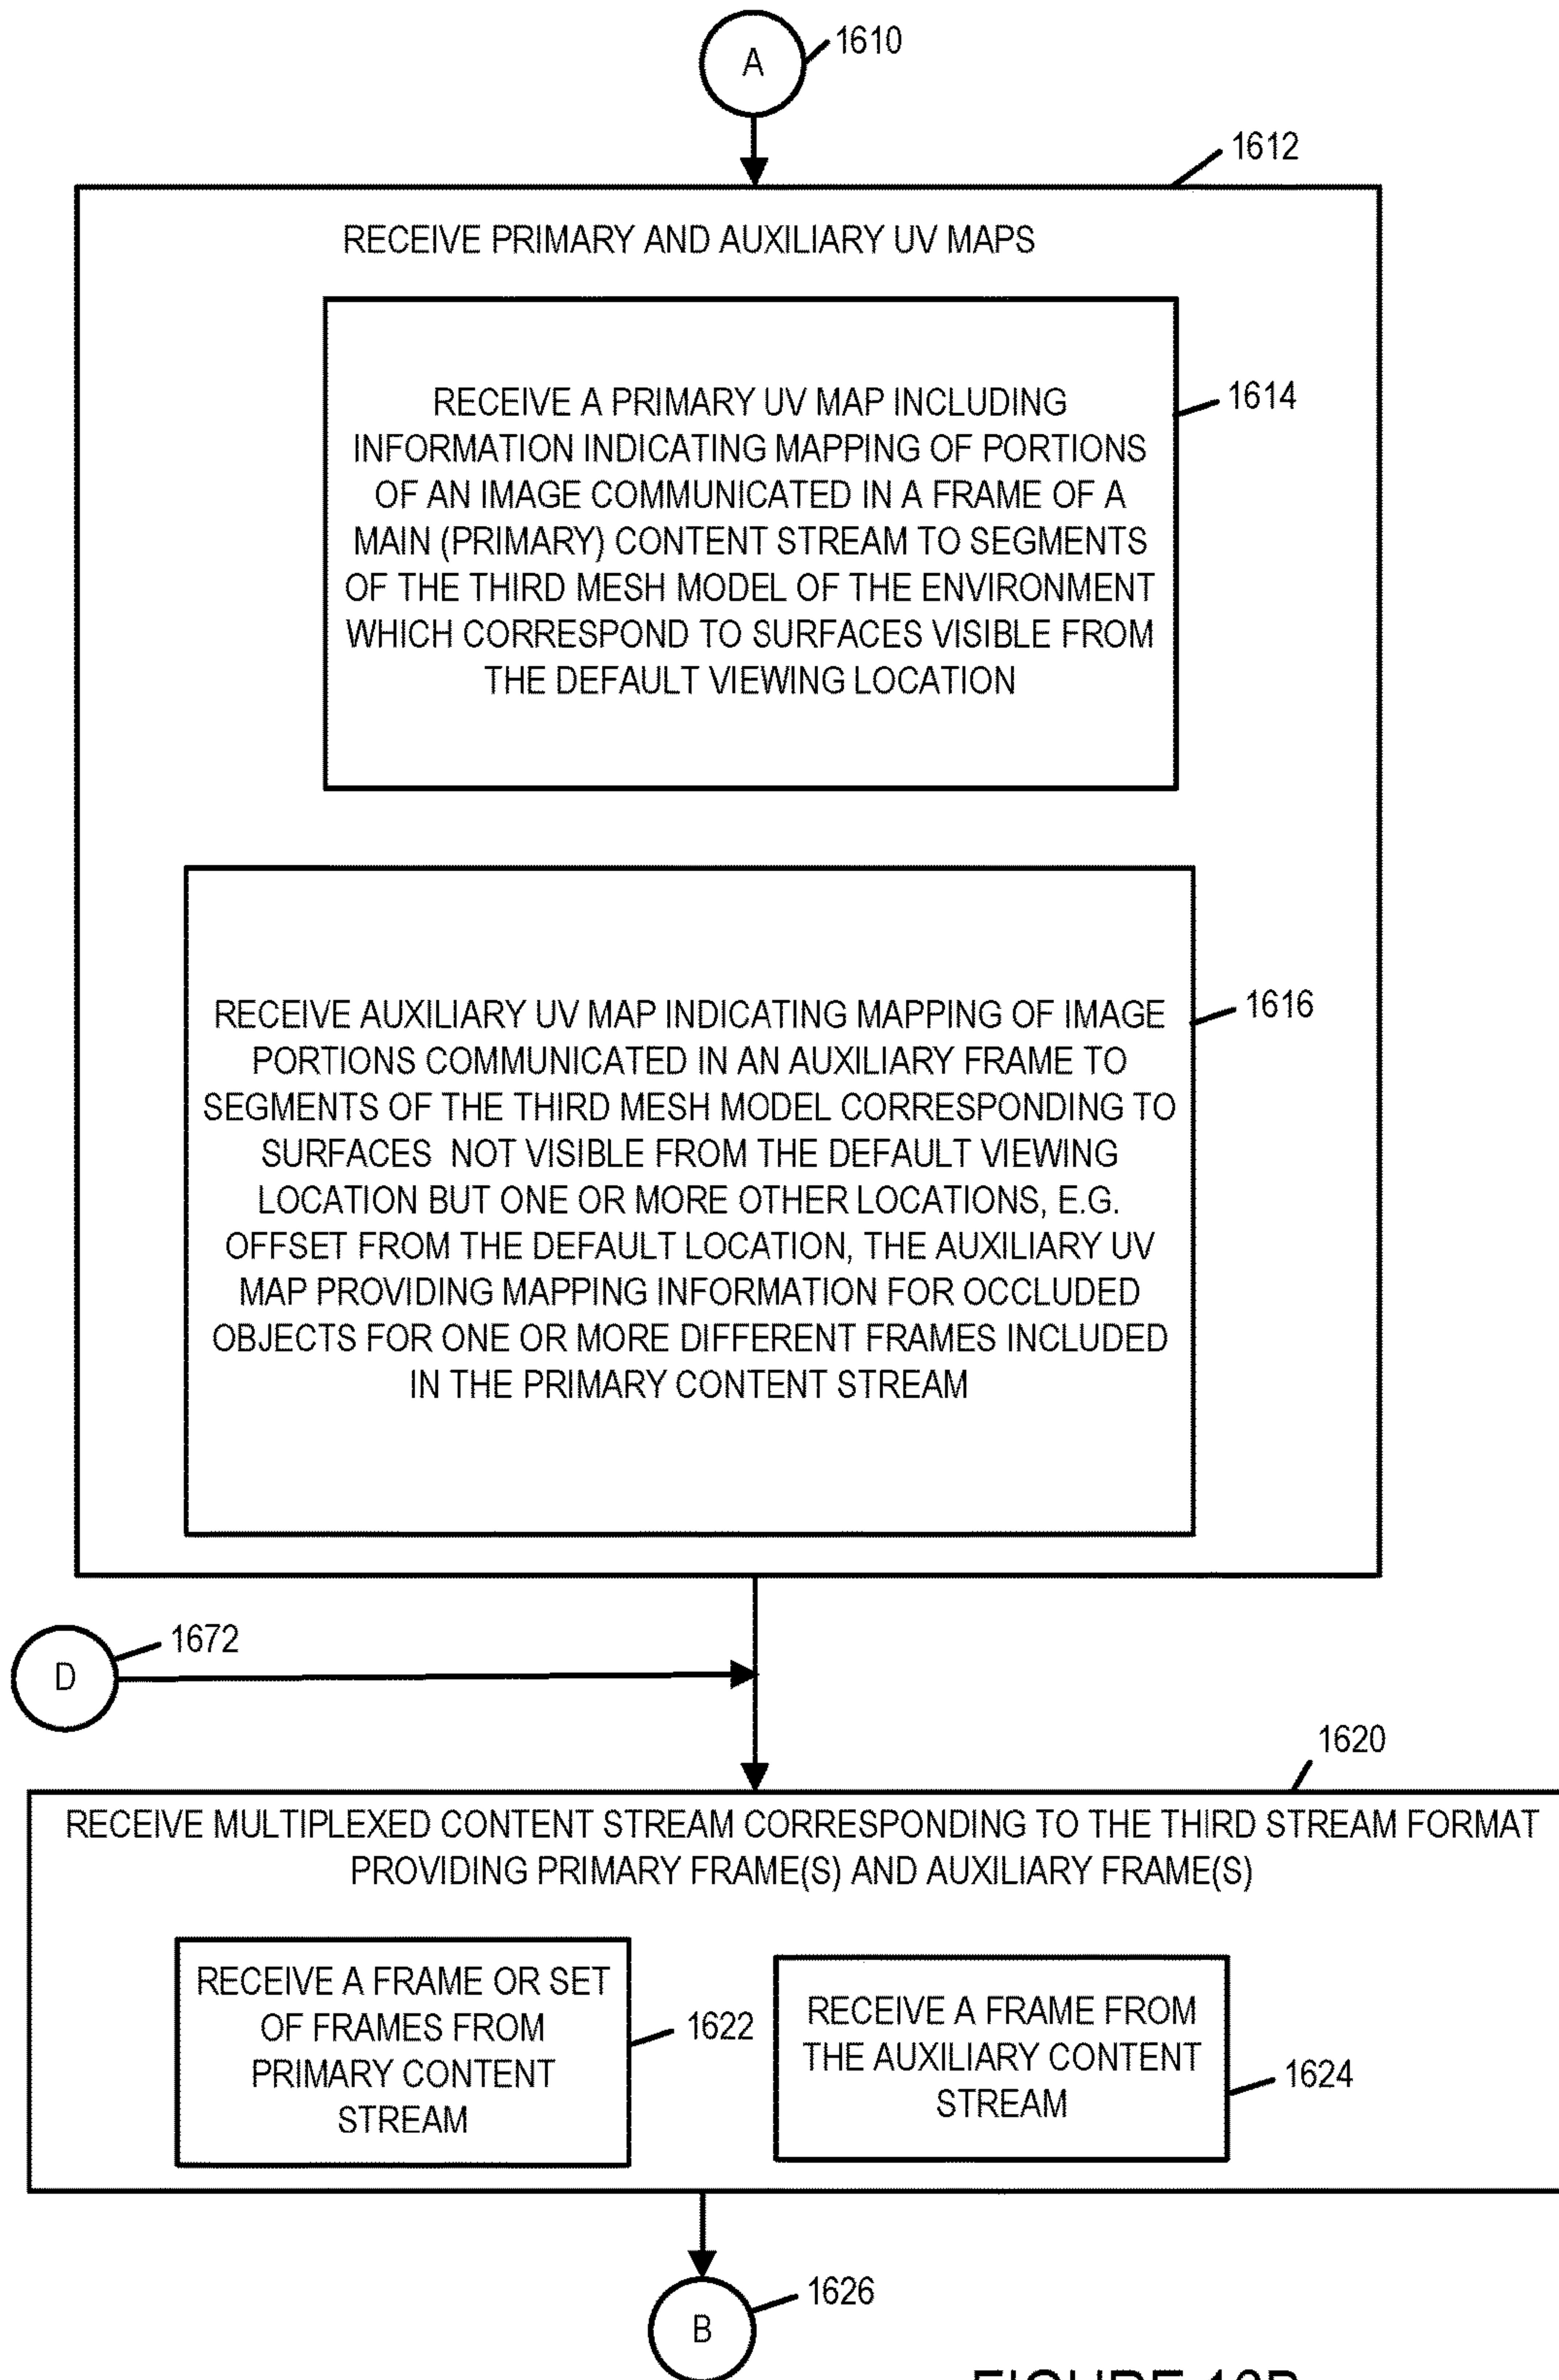 A
1610
1612
RECEIVE PRIMARY AND AUXILIARY UV MAPS
1614
RECEIVE A PRIMARY UV MAP INCLUDING
INFORMATION INDICATING MAPPING OF PORTIONS
OF AN IMAGE COMMUNICATED IN A FRAME OF A
MAIN (PRIMARY) CONTENT STREAM TO SEGMENTS
OF THE THIRD MESH MODEL OF THE ENVIRONMENT
WHICH CORRESPOND TO SURFACES VISIBLE FROM
THE DEFAULT VIEWING LOCATION
1616
RECEIVE AUXILIARY UV MAP INDICATING MAPPING OF IMAGE
PORTIONS COMMUNICATED IN AN AUXILIARY FRAME TO
SEGMENTS OF THE THIRD MESH MODEL CORRESPONDING TO
SURFACES NOT VISIBLE FROM THE DEFAULT VIEWING
LOCATION BUT ONE OR MORE OTHER LOCATIONS, E.G.
OFFSET FROM THE DEFAULT LOCATION, THE AUXILIARY UV
MAP PROVIDING MAPPING INFORMATION FOR OCCLUDED
OBJECTS FOR ONE OR MORE DIFFERENT FRAMES INCLUDED
IN THE PRIMARY CONTENT STREAM
1672
D
1620
RECEIVE MULTIPLEXED CONTENT STREAM CORRESPONDING TO THE THIRD STREAM FORMAT
PROVIDING PRIMARY FRAME(S) AND AUXILIARY FRAME(S)
RECEIVE A FRAME OR SET
OF FRAMES FROM
PRIMARY CONTENT
STREAM
1622
RECEIVE A FRAME FROM
THE AUXILIARY CONTENT
STREAM
1624
1626
B
FIGURE 16B